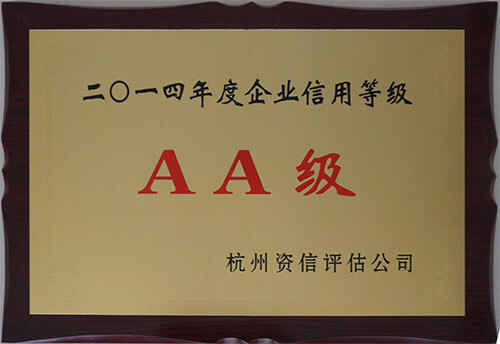 二〇一四年度企业信用等级
AA级
杭州资信评估公司